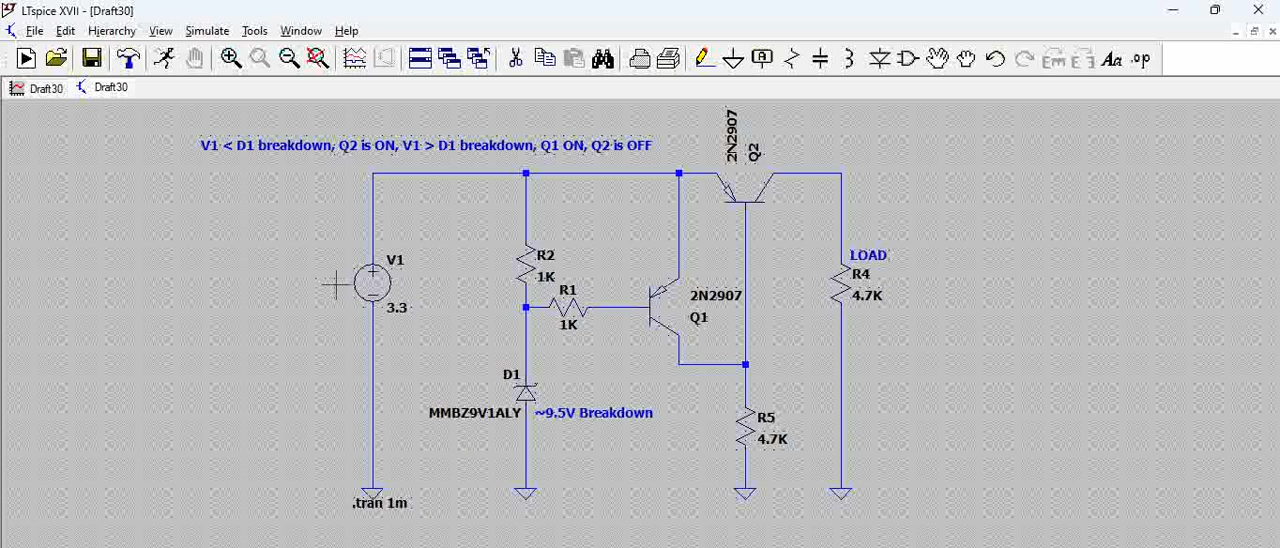 LTspice XVII - [Draft30]
File Edit Hierarchy View Simulate Tools Window Help
Aa .op
Draft30 Draft30
V1 < D1 breakdown, Q2 is ON, V1 > D1 breakdown, Q1 ON, Q2 is OFF
2N2907
Q2
V1
3.3
R2
1K
R1
1K
2N2907
Q1
LOAD
R4
4.7K
D1
MMBZ9V1ALY
~9.5V Breakdown
R5
4.7K
.tran 1m